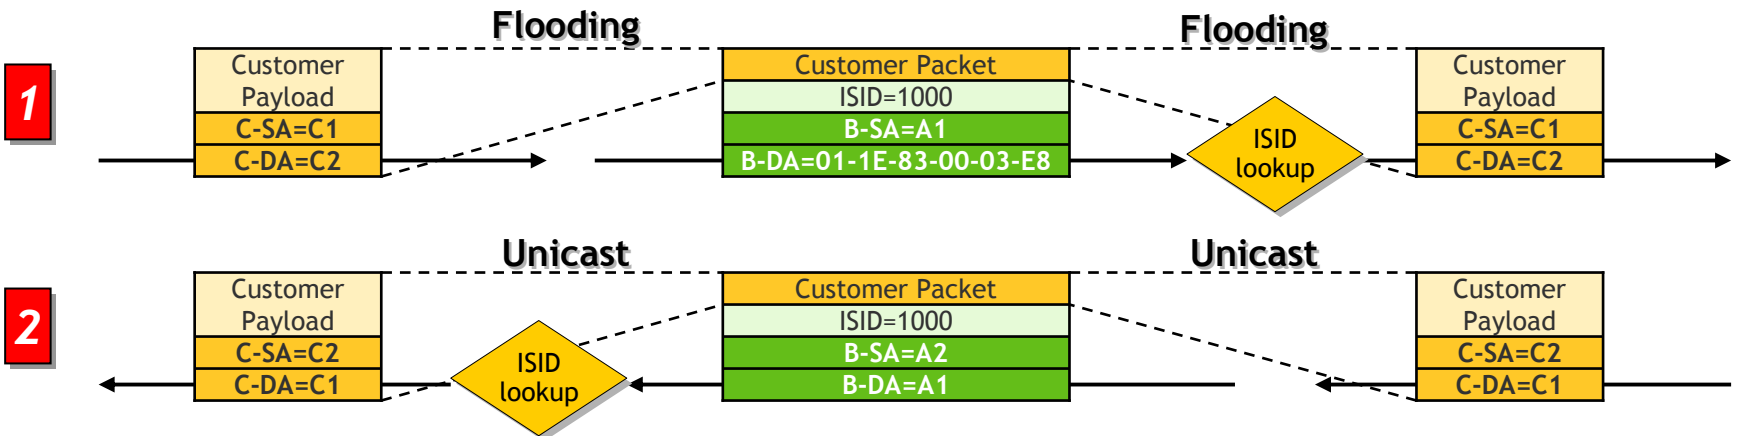 Flooding
Flooding
1
Customer
Payload
C-SA=C1
C-DA=C2
Customer Packet
ISID=1000
B-SA=A1
B-DA=01-1E-83-00-03-E8
ISID
lookup
Customer
Payload
C-SA=C1
C-DA=C2
Unicast
Unicast
2
Customer
Payload
C-SA=C2
C-DA=C1
ISID
lookup
Customer Packet
ISID=1000
B-SA=A2
B-DA=A1
Customer
Payload
C-SA=C2
C-DA=C1